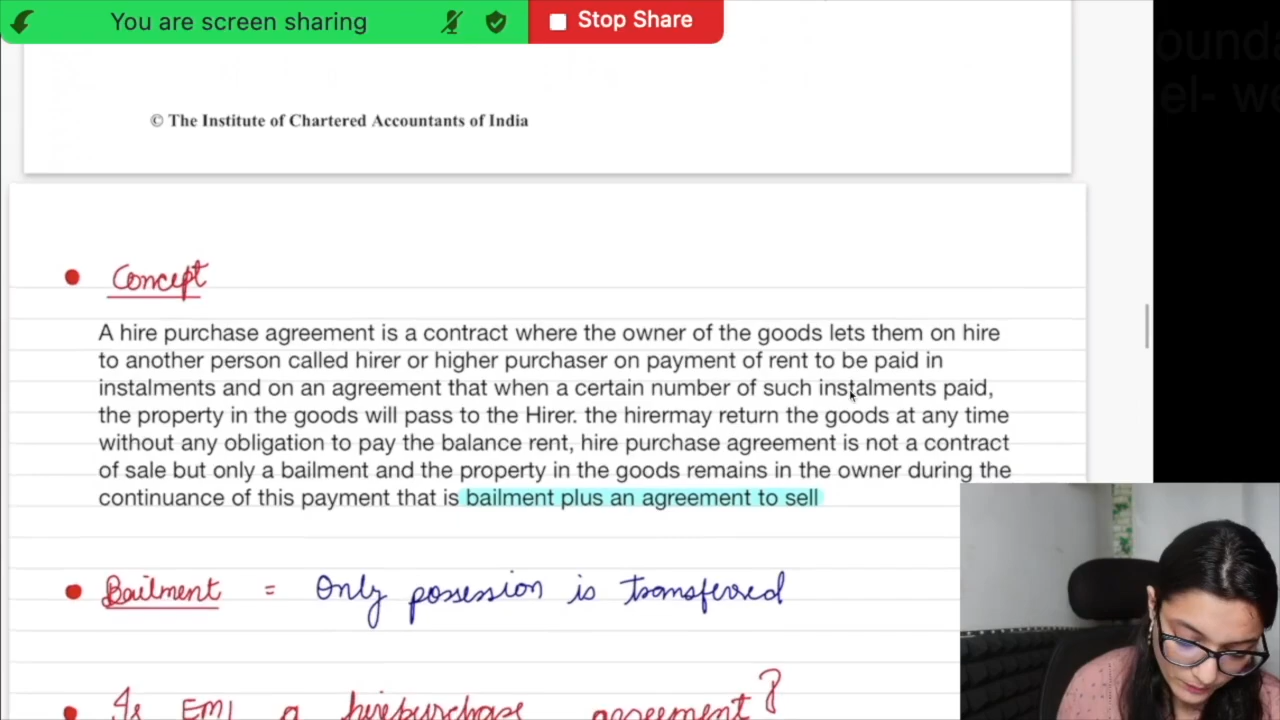 You are screen sharing
Stop Share
© The Institute of Chartered Accountants of India
Concept
A hire purchase agreement is a contract where the owner of the goods lets them on hire
to another person called hirer or higher purchaser on payment of rent to be paid in
instalments and on an agreement that when a certain number of such instalments paid,
the property in the goods will pass to the Hirer. the hirermay return the goods at any time
without any obligation to pay the balance rent, hire purchase agreement is not a contract
of sale but only a bailment and the property in the goods remains in the owner during the
continuance of this payment that is bailment plus an agreement to sell
Bailment = Only possession is transferred
Is EMI a hirepurchase agreement?